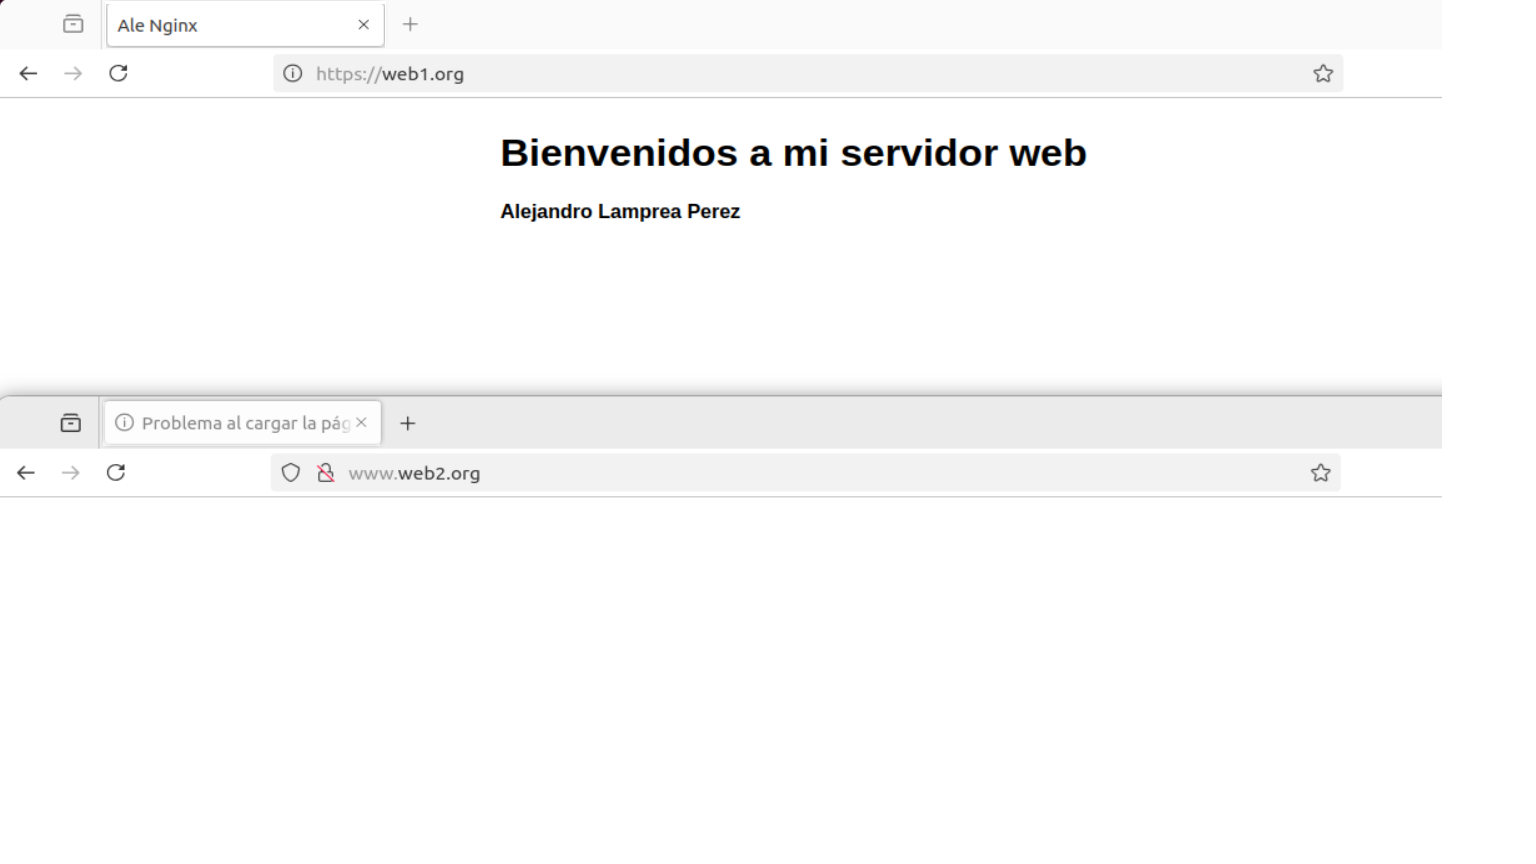 Ale Nginx
https://web1.org
Bienvenidos a mi servidor web
Alejandro Lamprea Perez
Problema al cargar la pág
www.web2.org